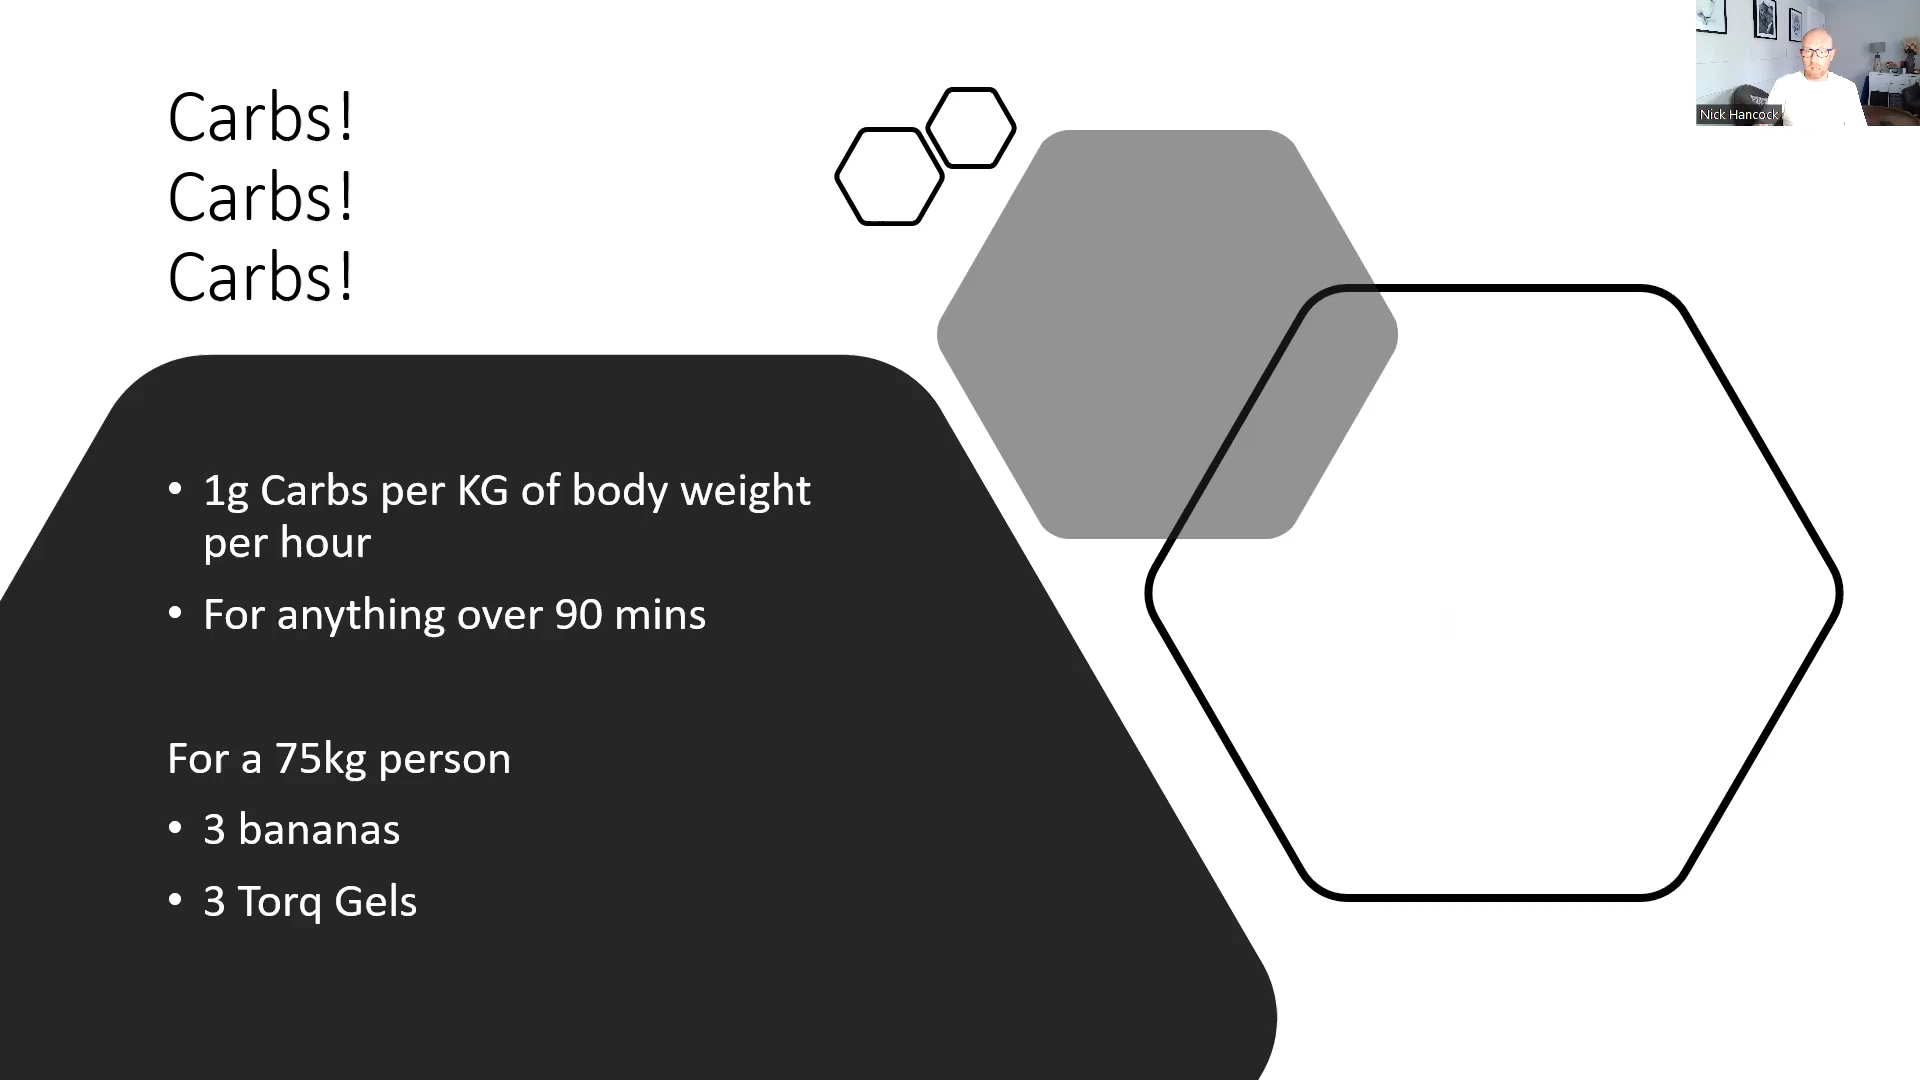 Carbs!
Carbs!
Carbs!
Nick Hancock
• 1g Carbs per KG of body weight
per hour
• For anything over 90 mins
For a 75kg person
• 3 bananas
• 3 Torq Gels